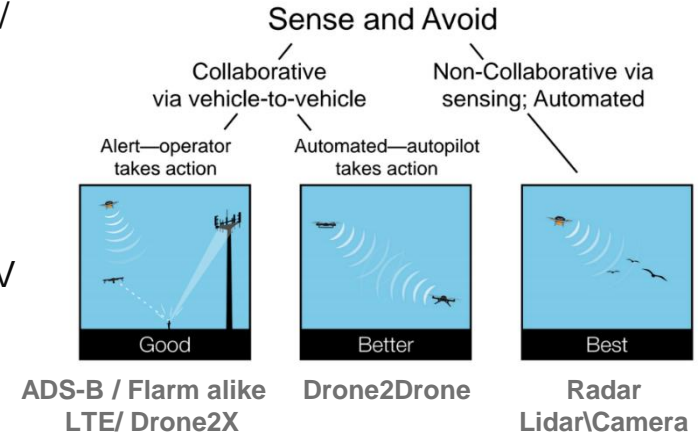 /
Sense and Avoid
Collaborative
via vehicle-to-vehicle
Non-Collaborative via
sensing; Automated
Alert—operator
takes action
Automated—autopilot
takes action
V
Good
Better
Best
ADS-B / Flarm alike
LTE/ Drone2X
Drone2Drone
Radar
Lidar\Camera